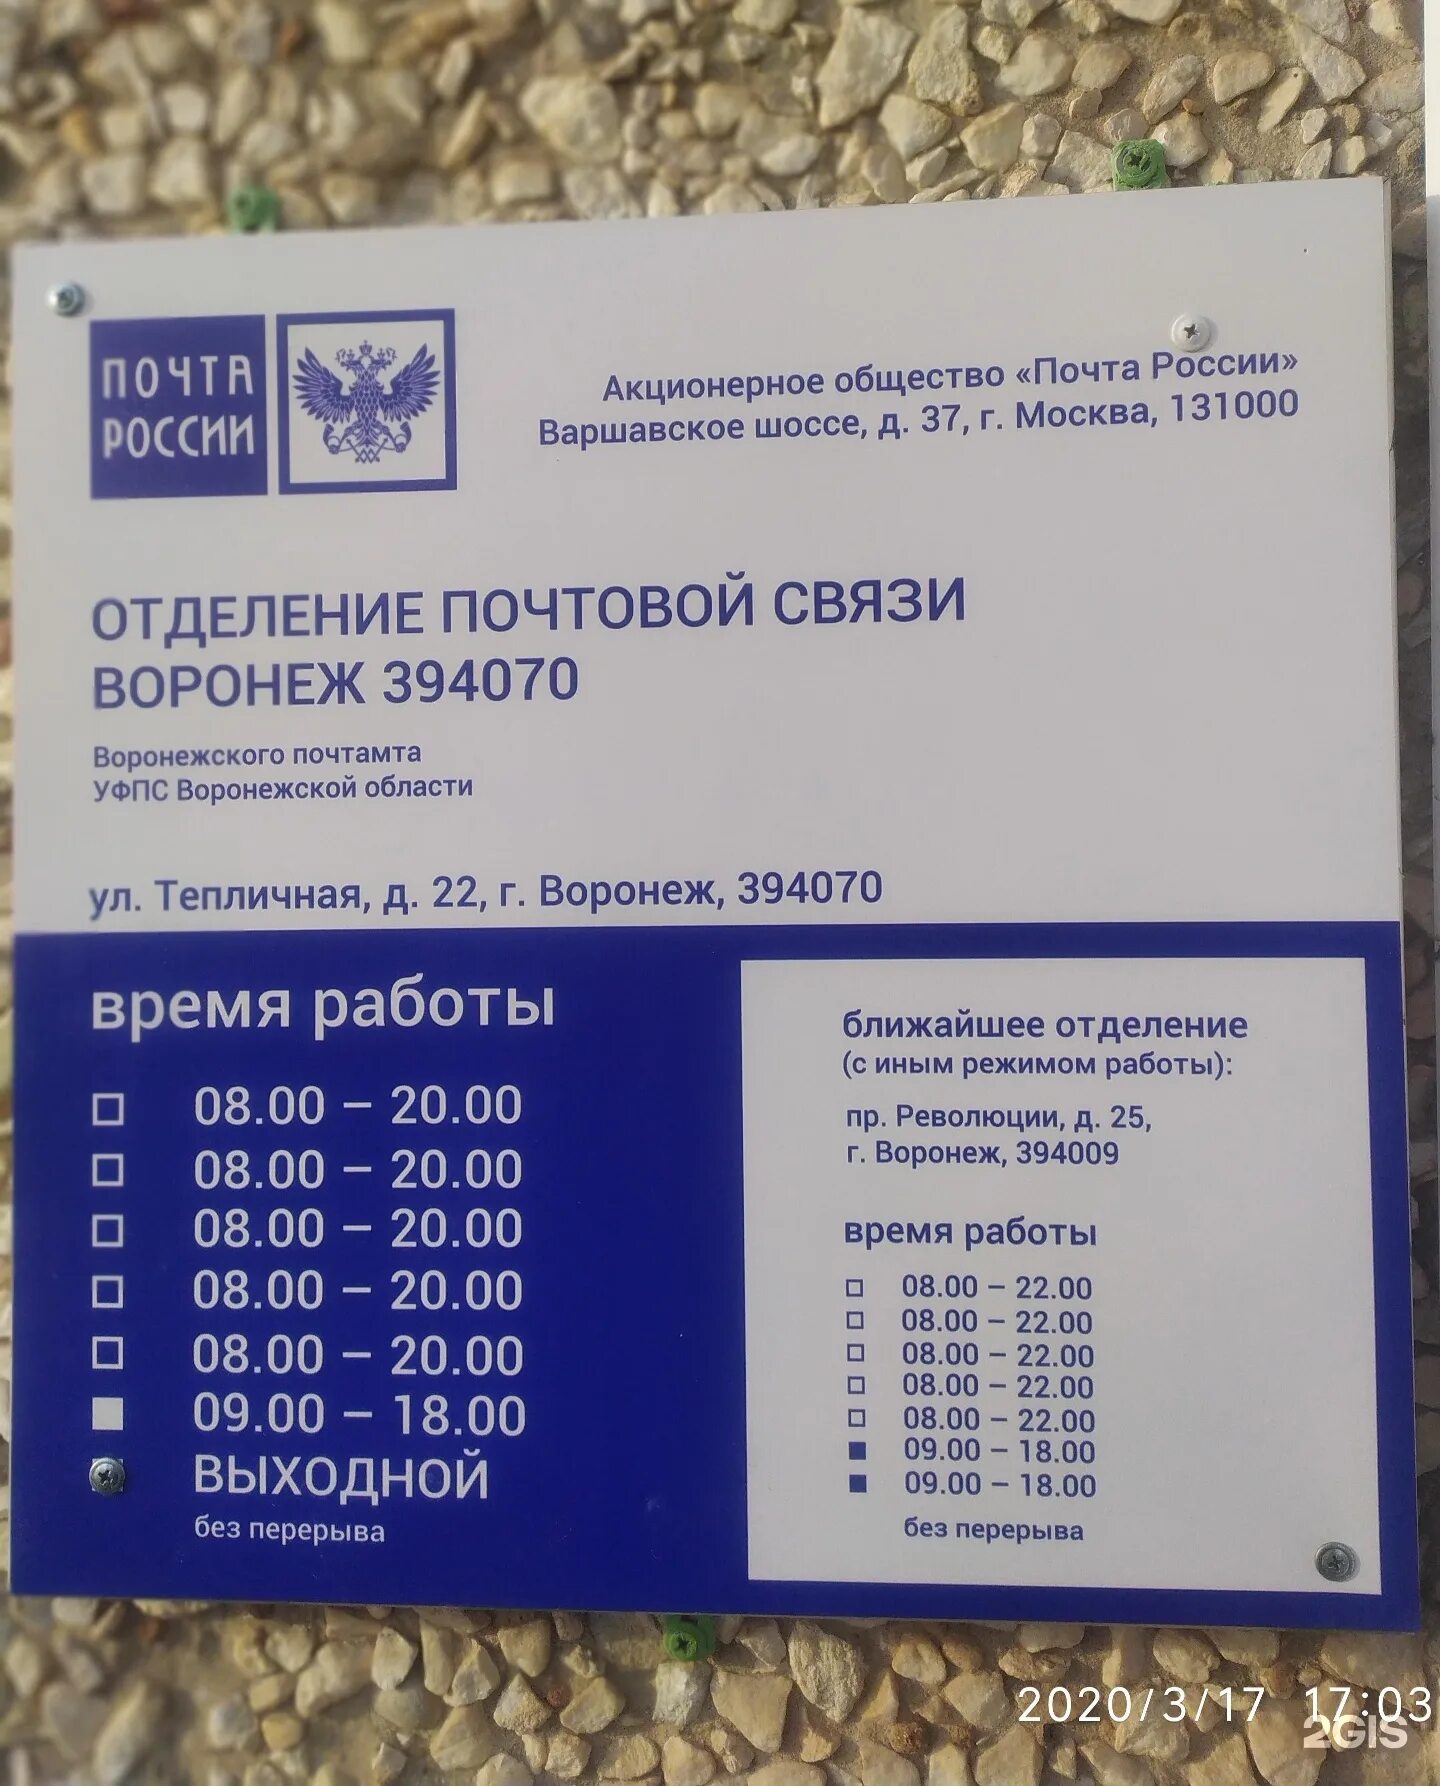 ПОЧТА
РОССИИ
Акционерное общество «Почта России»
Варшавское шоссе, д. 37, г. Москва, 131000
ОТДЕЛЕНИЕ ПОЧТОВОЙ СВЯЗИ
ВОРОНЕЖ 394070
Воронежского почтамта
УФПС Воронежской области
ул. Тепличная, д. 22, г. Воронеж, 394070
время работы
08.00 – 20.00
08.00 – 20.00
08.00 – 20.00
08.00 – 20.00
08.00 – 20.00
09.00 – 18.00
ВЫХОДНОЙ
без перерыва
ближайшее отделение
(с иным режимом работы):
пр. Революции, д. 25,
г. Воронеж, 394009
время работы
08.00 – 22.00
08.00 – 22.00
08.00 – 22.00
08.00 – 22.00
08.00 – 22.00
09.00 – 18.00
09.00 – 18.00
без перерыва
2020/3/17 17:03
2GIS